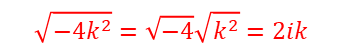 √(-4k²) = √-4 √k² = 2ik